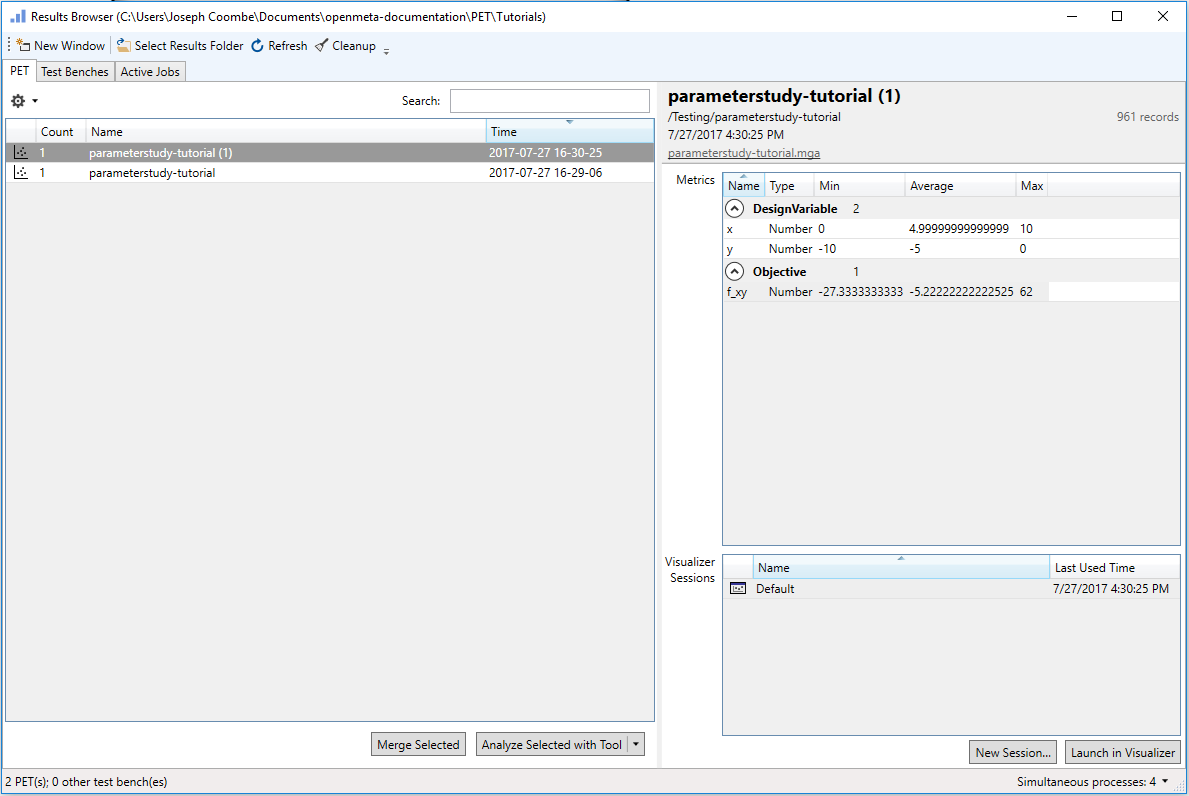 Results Browser (C:\Users\Joseph Coombe\Documents\openmeta-documentation\PET\Tutorials)
New Window Select Results Folder Refresh Cleanup
PET Test Benches Active Jobs
Search:
Count Name Time
1 parameterstudy-tutorial (1) 2017-07-27 16-30-25
1 parameterstudy-tutorial 2017-07-27 16-29-06
Merge Selected Analyze Selected with Tool
parameterstudy-tutorial (1)
/Testing/parameterstudy-tutorial 961 records
7/27/2017 4:30:25 PM
parameterstudy-tutorial.mga
Metrics
Name Type Min Average Max
DesignVariable 2
x Number 0 4.99999999999999 10
y Number -10 -5 0
Objective 1
f_xy Number -27.3333333333 -5.22222222222525 62
Visualizer Sessions
Name Last Used Time
Default 7/27/2017 4:30:25 PM
New Session... Launch in Visualizer
2 PET(s); 0 other test bench(es) Simultaneous processes: 4